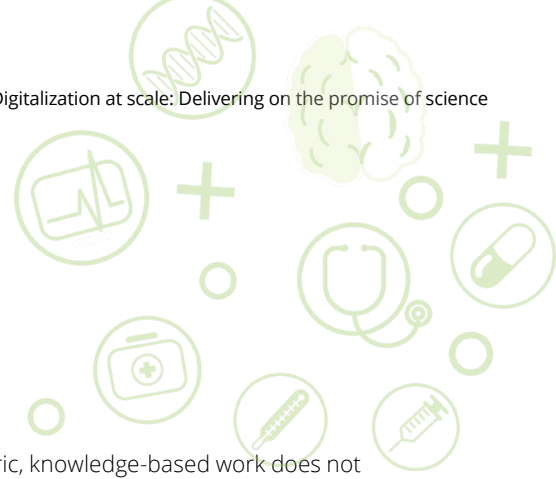 Digitalization at scale: Delivering on the promise of science
ric, knowledge-based work does not